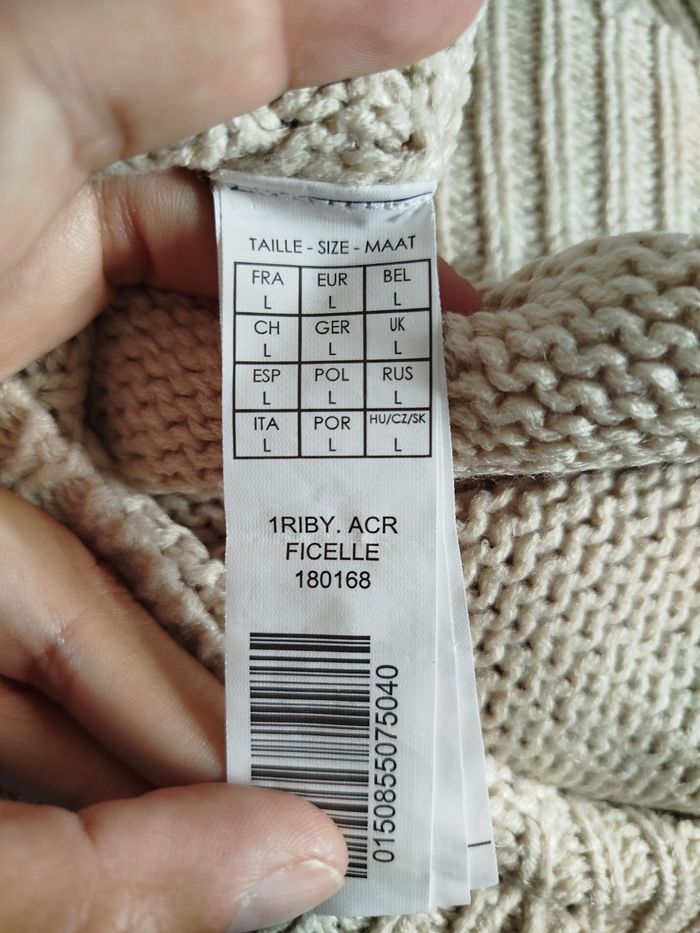 TAILLE - SIZE - MAAT
FRA EUR BEL
L L L
CH GER UK
L L L
ESP POL RUS
L L L
ITA POR HU/CZ/SK
L L L
1RIBY. ACR
FICELLE
180168
0150855075040